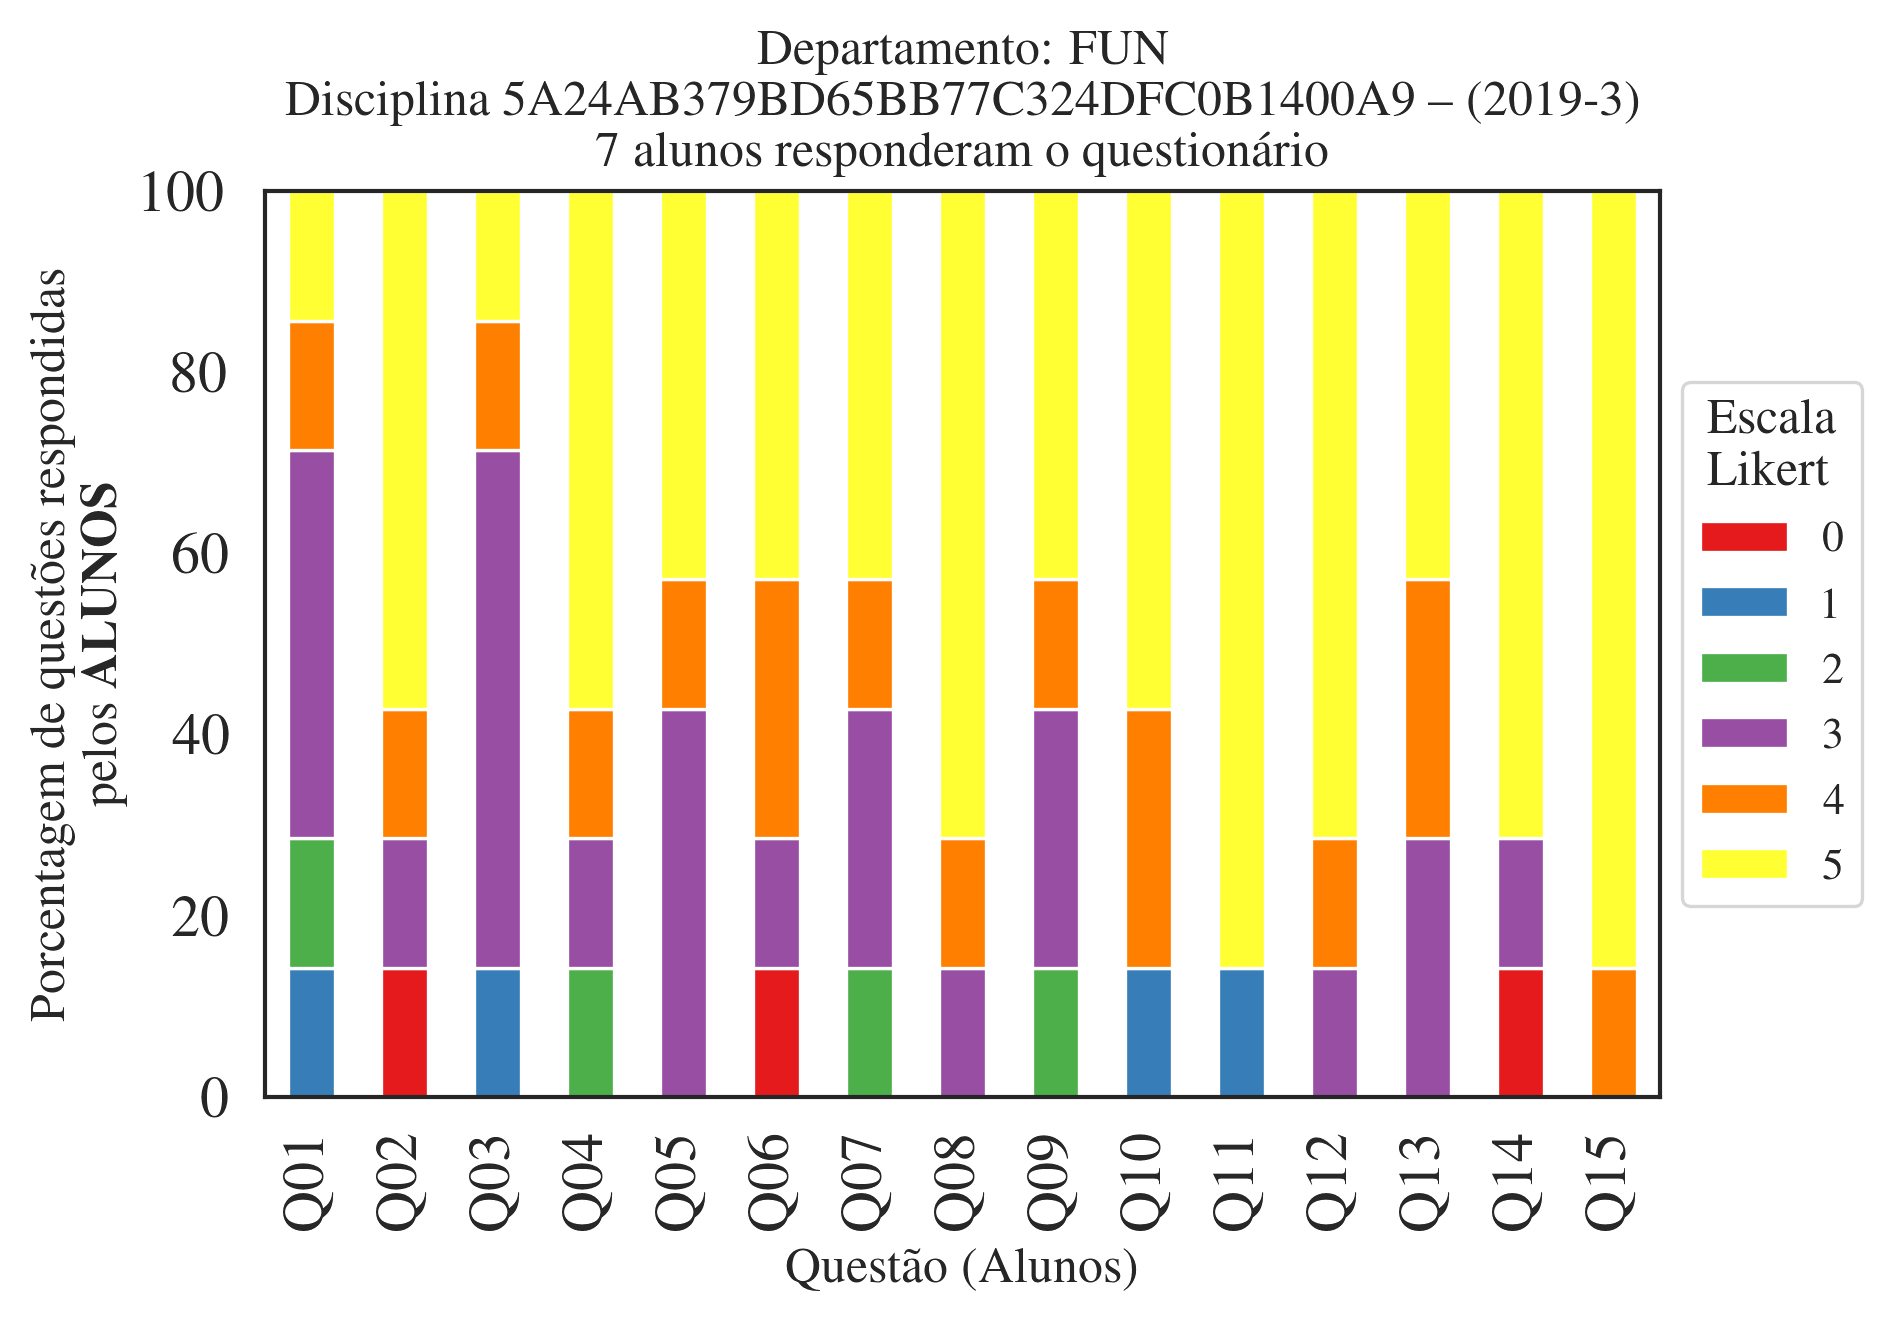 Departamento: FUN
Disciplina 5A24AB379BD65BB77C324DFC0B1400A9 – (2019-3)
7 alunos responderam o questionário
Porcentagem de questões respondidas
pelos ALUNOS
100
80
60
40
20
0
Q01
Q02
Q03
Q04
Q05
Q06
Q07
Q08
Q09
Q10
Q11
Q12
Q13
Q14
Q15
Questão (Alunos)
Escala
Likert
0
1
2
3
4
5